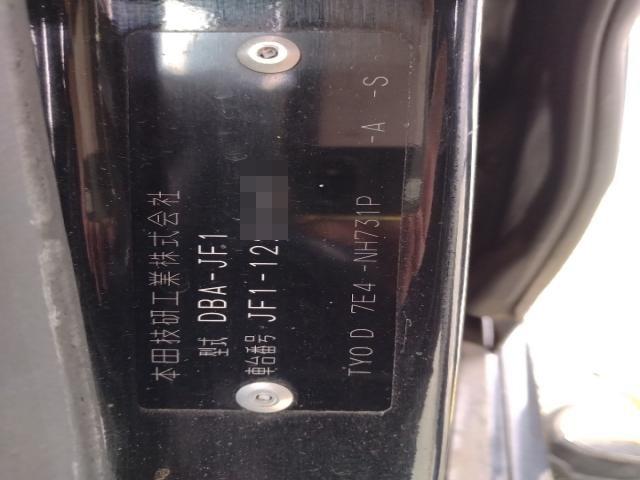 本田技研工業株式会社
型式 DBA-JF1
車台番号 JF1-12
TY0D 7E4-NH731P -A -S